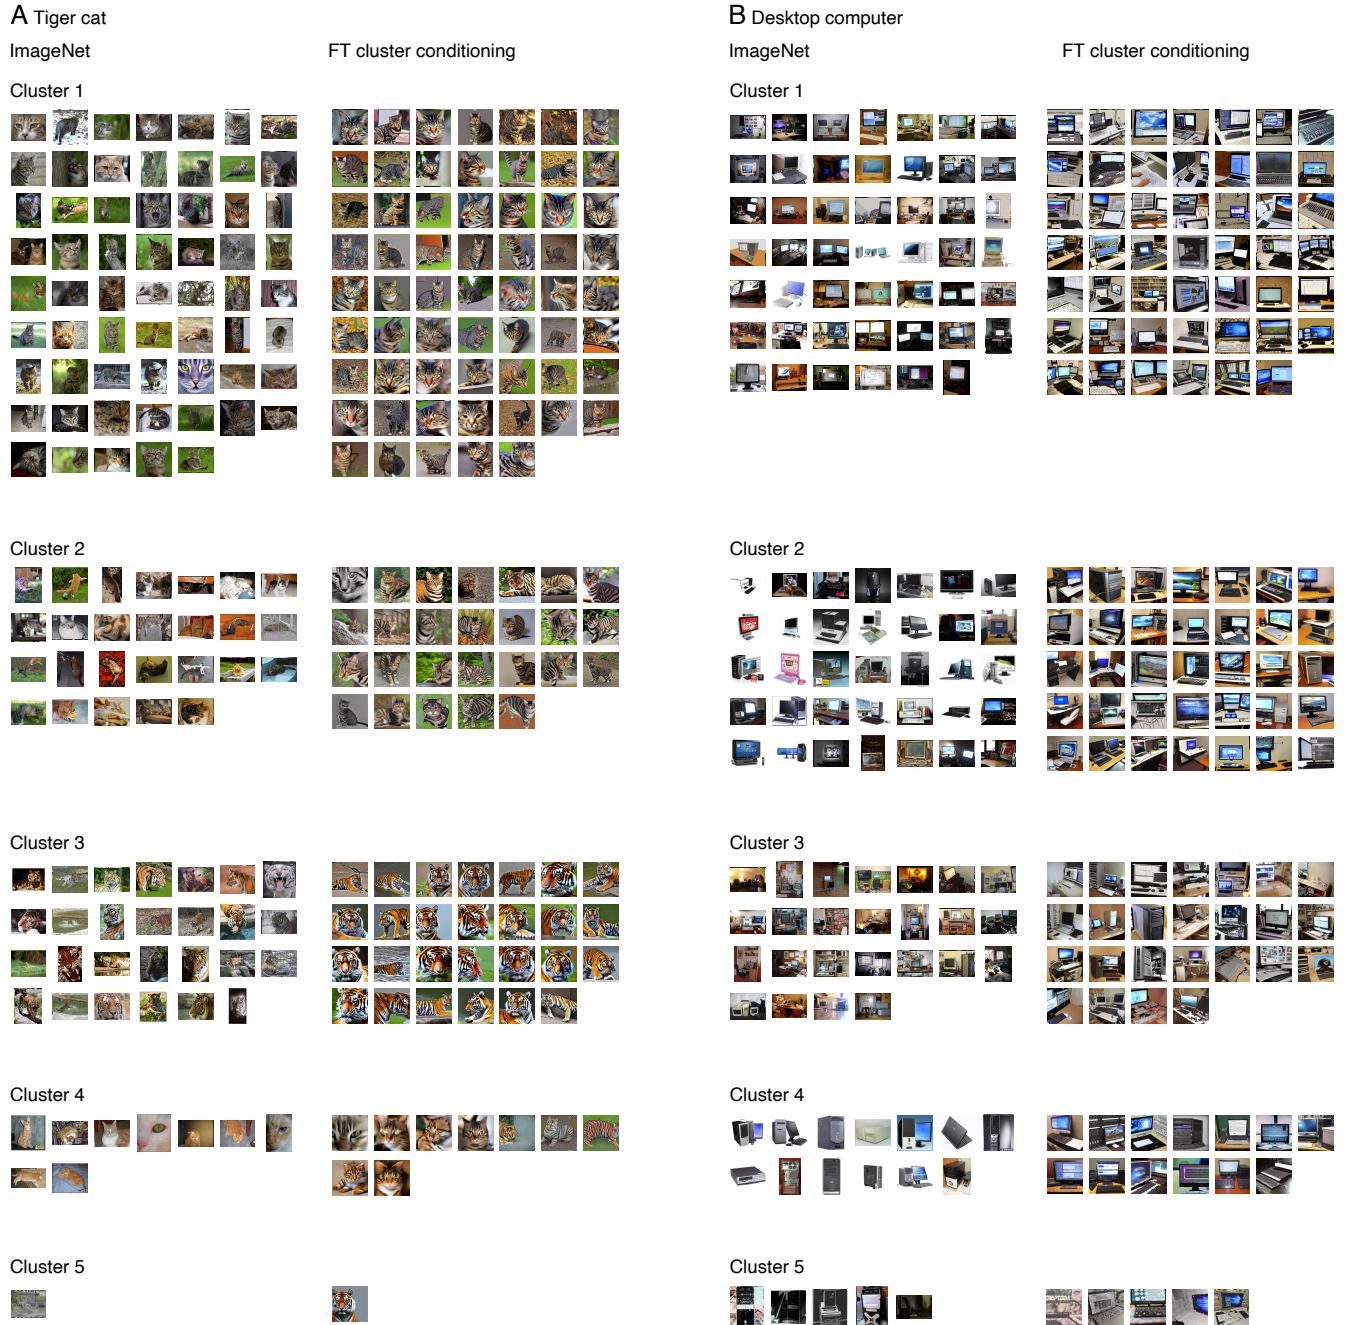 A Tiger cat
ImageNet
FT cluster conditioning
Cluster 1
Cluster 2
Cluster 3
Cluster 4
Cluster 5
B Desktop computer
ImageNet
FT cluster conditioning
Cluster 1
Cluster 2
Cluster 3
Cluster 4
Cluster 5